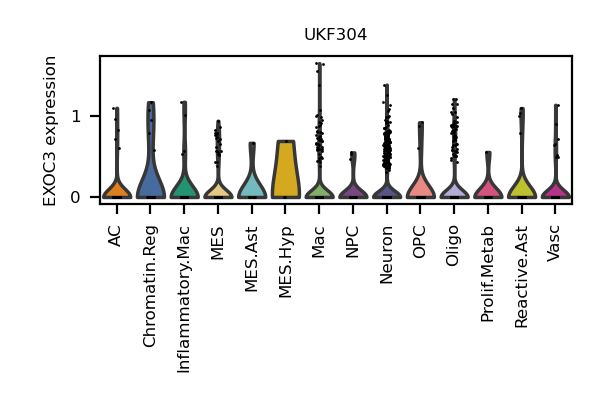 UKF304
EXOC3 expression
1
0
AC
Chromatin.Reg
Inflammatory.Mac
MES
MES.Ast
MES.Hyp
Mac
NPC
Neuron
OPC
Oligo
Prolif.Metab
Reactive.Ast
Vasc